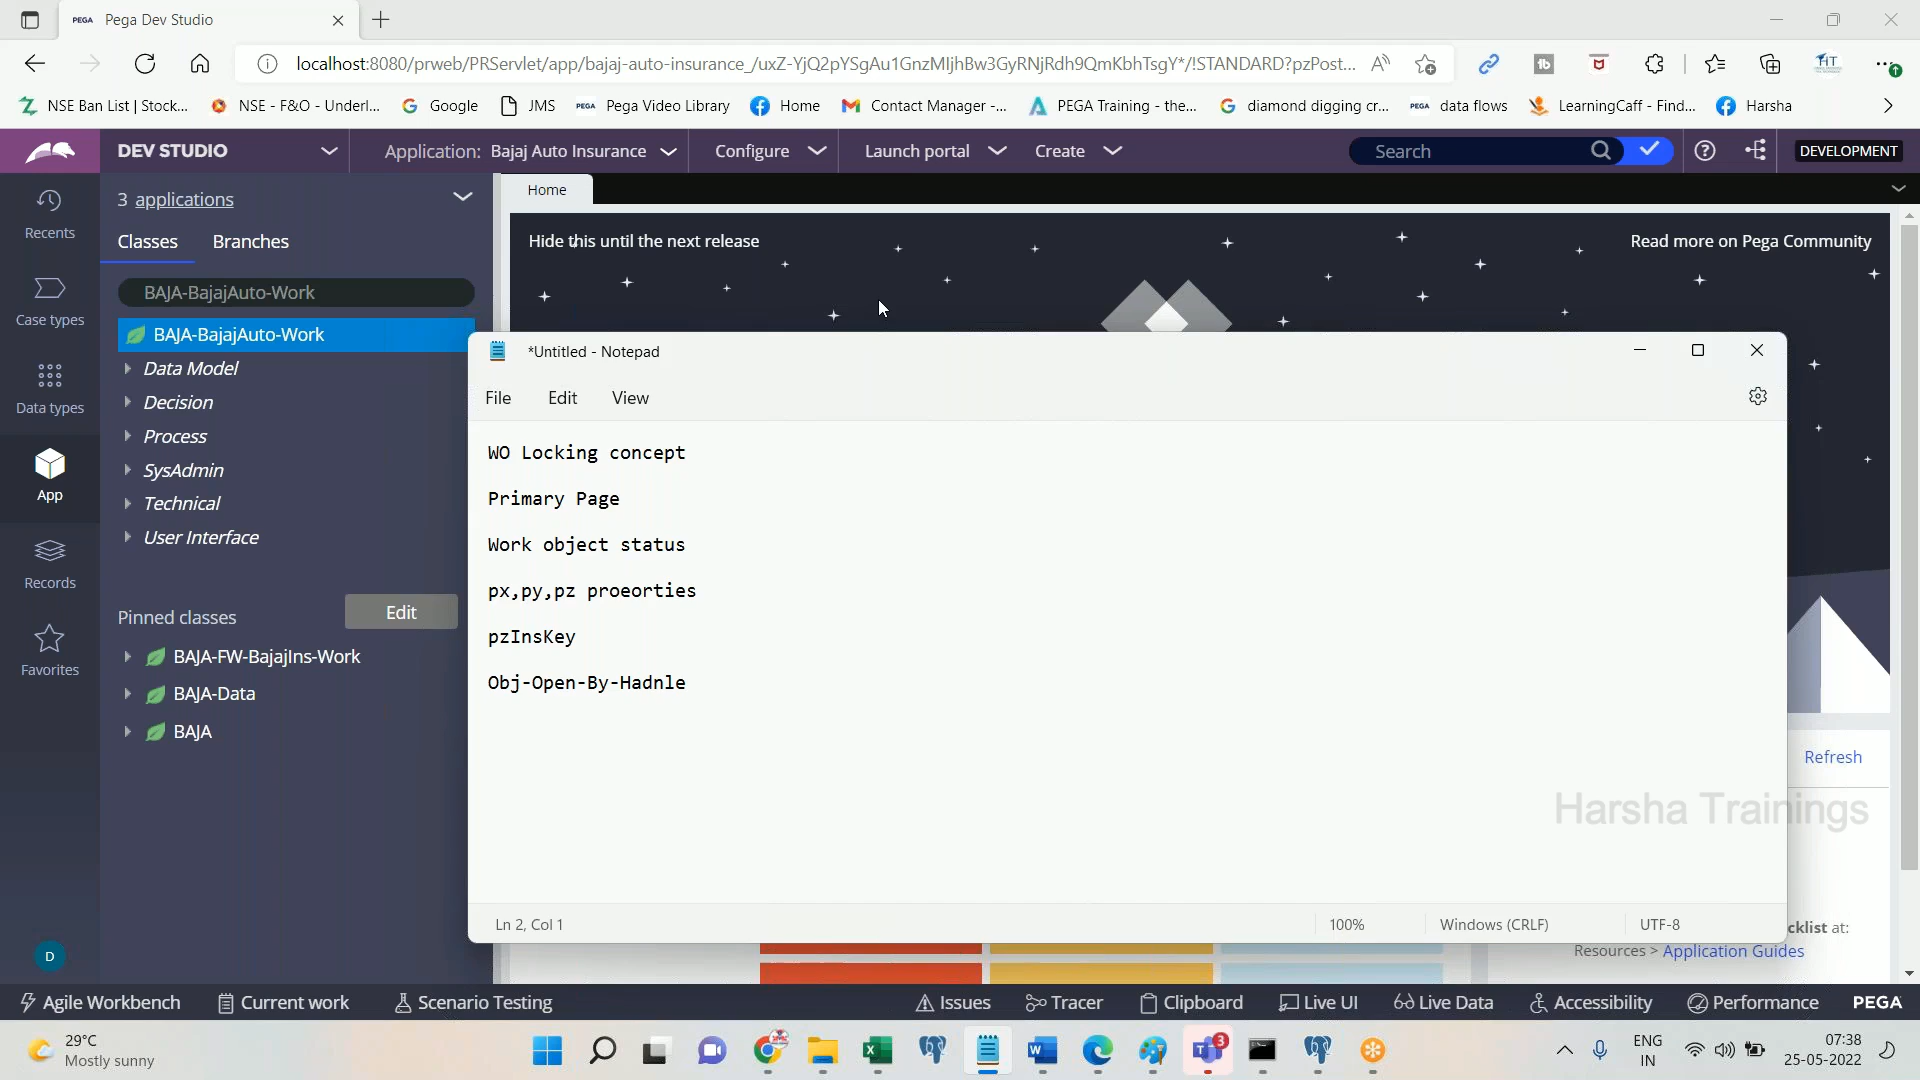 PEGA Pega Dev Studio
localhost:8080/prweb/PRServlet/app/bajaj-auto-insurance_/uxZ-YjQ2pYSgAu1GnzMIjhBw3GyRNjRdh9QmKbhTsgY*/!STANDARD?pzPost...
NSE Ban List | Stock... NSE - F&O - Underl... Google JMS PEGA Pega Video Library Home Contact Manager -... PEGA Training - the... diamond digging cr... PEGA data flows LearningCaff - Find... Harsha
DEV STUDIO Application: Bajaj Auto Insurance Configure Launch portal Create Search DEVELOPMENT
Recents
Case types
Data types
App
Records
Favorites
D
3 applications
Classes Branches
BAJA-BajajAuto-Work
BAJA-BajajAuto-Work
Data Model
Decision
Process
SysAdmin
Technical
User Interface
Pinned classes Edit
BAJA-FW-BajajIns-Work
BAJA-Data
BAJA
Home
Hide this until the next release Read more on Pega Community
*Untitled - Notepad
File Edit View
WO Locking concept
Primary Page
Work object status
px,py,pz proeorties
pzInsKey
Obj-Open-By-Hadnle
Ln 2, Col 1 100% Windows (CRLF) UTF-8
Refresh
Harsha Trainings
cklist at:
Resources > Application Guides
Agile Workbench Current work Scenario Testing Issues Tracer Clipboard Live UI Live Data Accessibility Performance PEGA
29°C
Mostly sunny
3
ENG
IN
07:38
25-05-2022